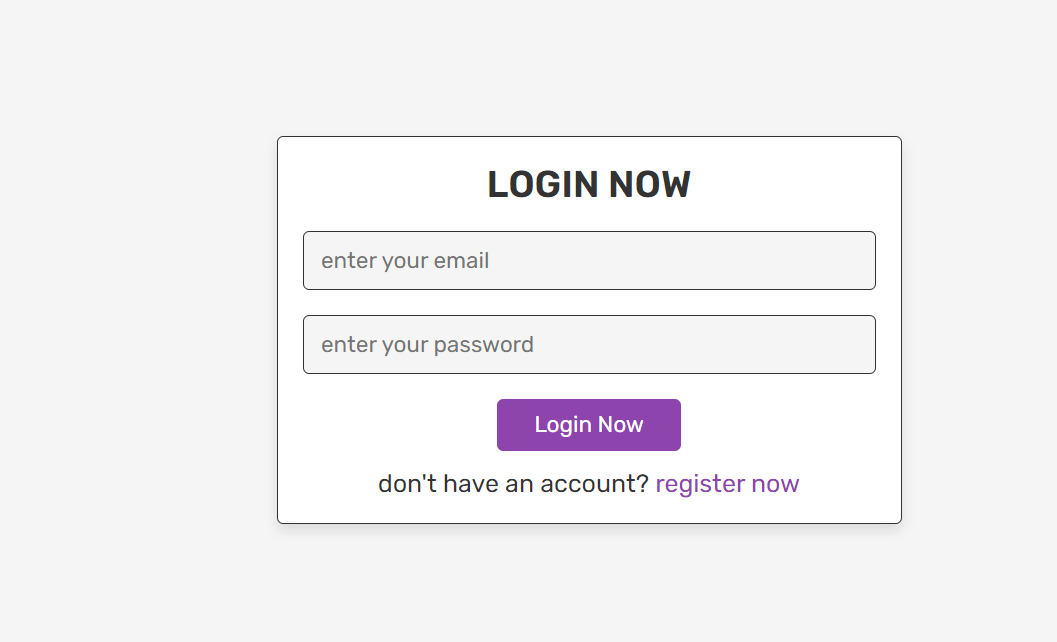 LOGIN NOW
enter your email
enter your password
Login Now
don't have an account? register now